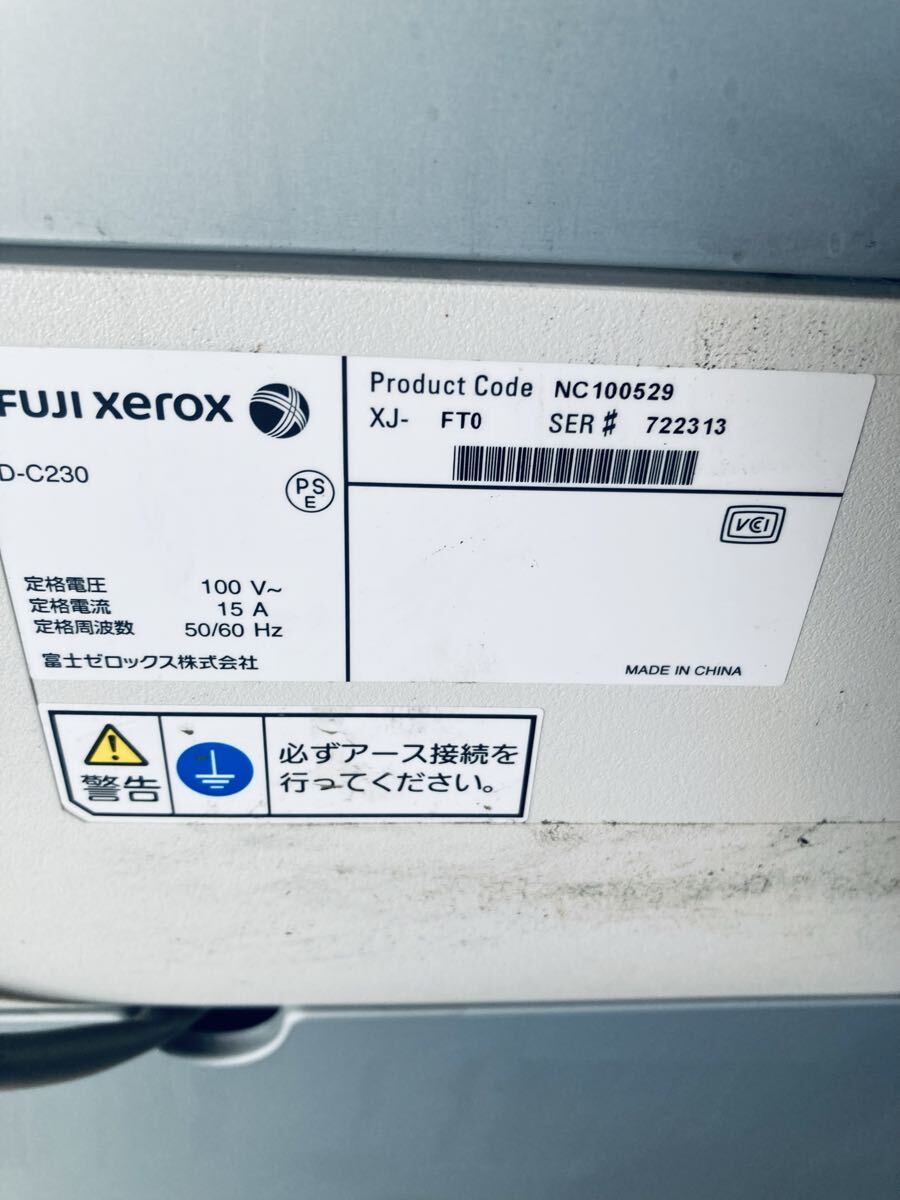 FUJI xerox
D-C230
PS
E
定格電圧 100 V~
定格電流 15 A
定格周波数 50/60 Hz
富士ゼロックス株式会社
Product Code NC100529
XJ- FT0 SER # 722313
VCI
MADE IN CHINA
警告
必ずアース接続を
行ってください。